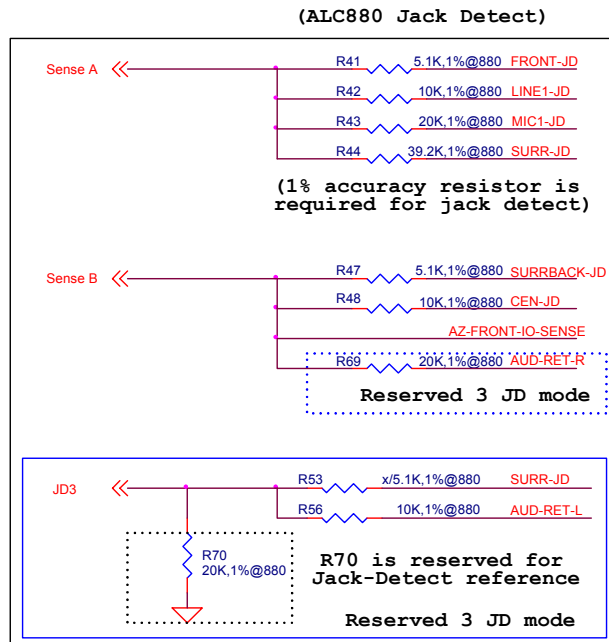 (ALC880 Jack Detect)
Sense A
R41 5.1K,1%@880 FRONT-JD
R42 10K,1%@880 LINE1-JD
R43 20K,1%@880 MIC1-JD
R44 39.2K,1%@880 SURR-JD
(1% accuracy resistor is
required for jack detect)
Sense B
R47 5.1K,1%@880 SURRBACK-JD
R48 10K,1%@880 CEN-JD
AZ-FRONT-IO-SENSE
R69 20K,1%@880 AUD-RET-R
Reserved 3 JD mode
JD3
R53 x/5.1K,1%@880 SURR-JD
R56 10K,1%@880 AUD-RET-L
R70
20K,1%@880
R70 is reserved for
Jack-Detect reference
Reserved 3 JD mode